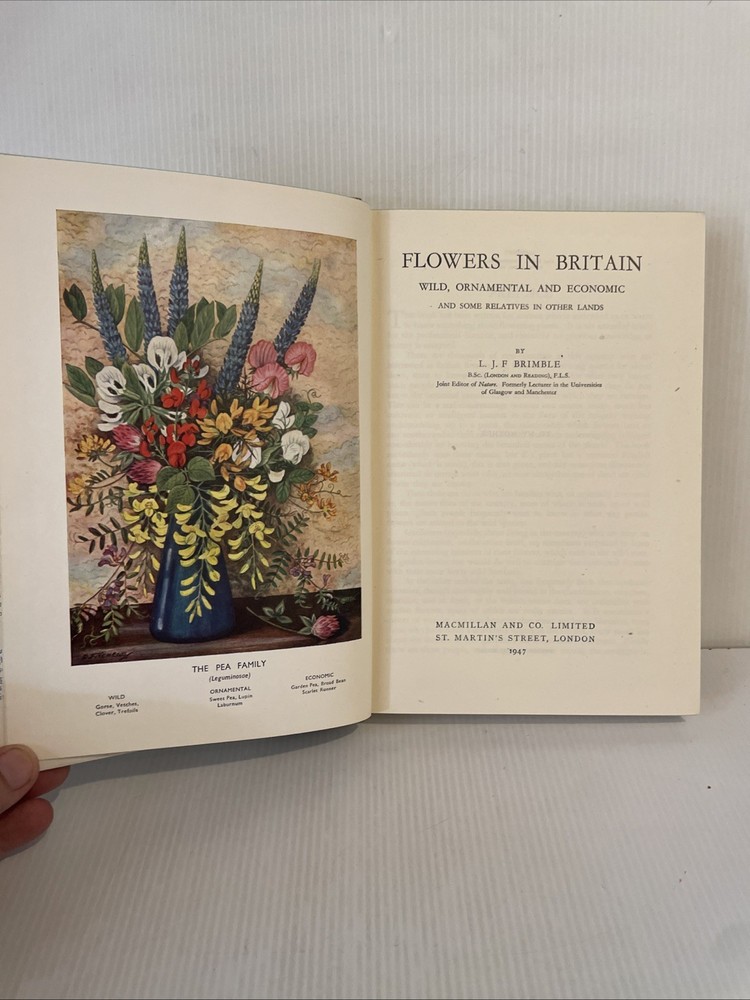 THE PEA FAMILY
(Leguminosae)
WILD
Gorse, Vetches,
Clover, Trefoils
ORNAMENTAL
Sweet Pea, Lupin
Laburnum
ECONOMIC
Garden Pea, Broad Bean
Scarlet Runner
FLOWERS IN BRITAIN
WILD, ORNAMENTAL AND ECONOMIC
AND SOME RELATIVES IN OTHER LANDS
BY
L. J. F BRIMBLE
B.Sc. (London and Reading), F.L.S.
Joint Editor of Nature. Formerly Lecturer in the Universities
of Glasgow and Manchester
MACMILLAN AND CO. LIMITED
ST. MARTIN'S STREET, LONDON
1947